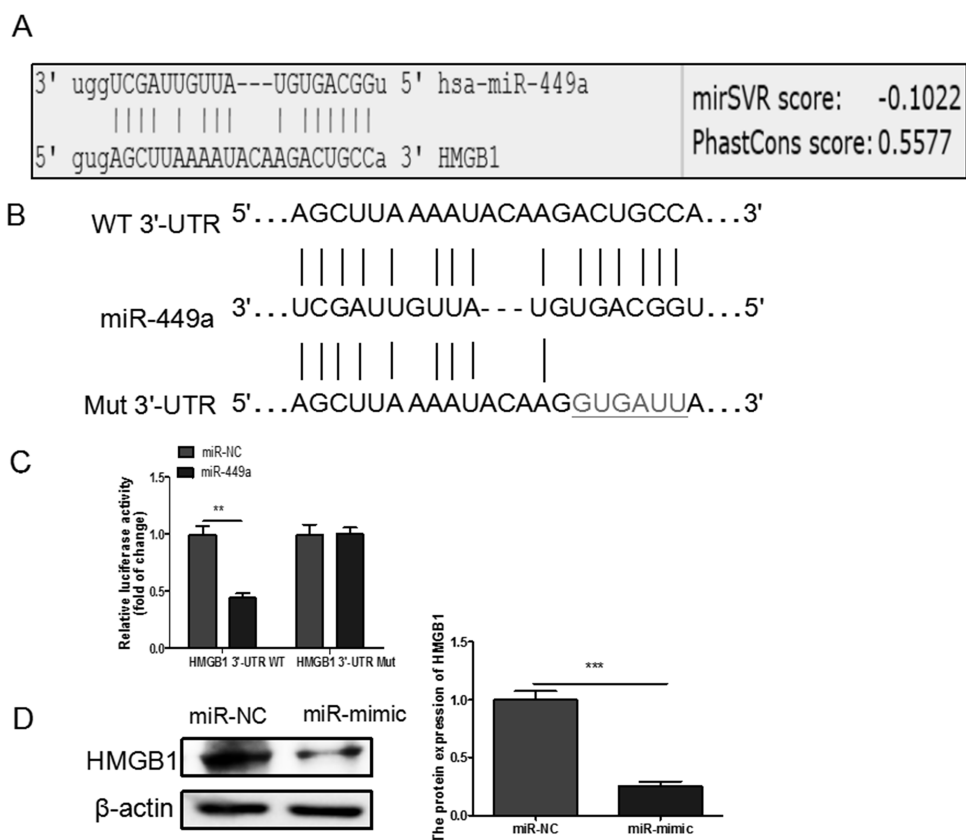 A
3' uggUCGAUUGUUA---UGUGACGGu 5' hsa-miR-449a
5' gugAGCUUAAAAUACAAGACUGCCa 3' HMGB1
mirSVR score: -0.1022
PhastCons score: 0.5577
B
WT 3'-UTR 5'...AGCUUA AAAUACAAGACUGCCA...3'
miR-449a 3'...UCGAUUGUUA---UGUGACGGU...5'
Mut 3'-UTR 5'...AGCUUA AAAUACAAGGUGAUUA...3'
C
miR-NC
miR-449a
Relative luciferase activity
(fold of change)
1.5
1.0
0.5
0.0
**
HMGB1 3'-UTR WT
HMGB1 3'-UTR Mut
D
miR-NC miR-mimic
HMGB1
β-actin
The protein expression of HMGB1
1.5
1.0
0.5
0.0
***
miR-NC
miR-mimic